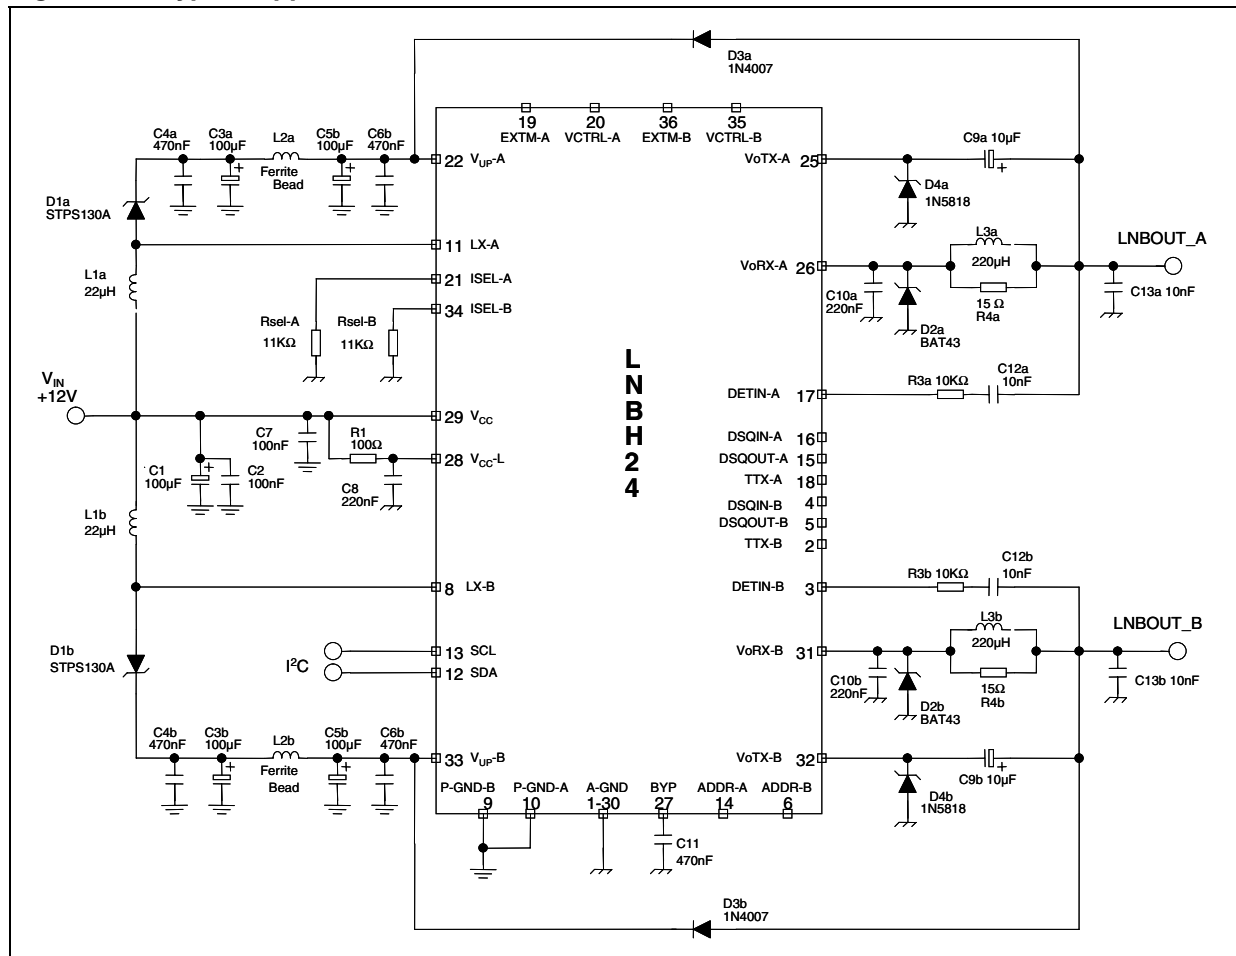 D3a
1N4007
19
EXTM-A
20
VCTRL-A
36
EXTM-B
35
VCTRL-B
C4a
470nF
C3a
100µF
+
L2a
Ferrite
Bead
C5b
100µF
+
C6b
470nF
22 VUP-A
VoTX-A 25
C9a 10µF
+
D4a
1N5818
D1a
STPS130A
11 LX-A
L1a
22µH
21 ISEL-A
34 ISEL-B
Rsel-A
11KΩ
Rsel-B
11KΩ
VoRX-A 26
C10a
220nF
D2a
BAT43
L3a
220µH
15 Ω
R4a
LNBOUT_A
C13a 10nF
LNBH24
VIN
+12V
29 VCC
C7
100nF
R1
100Ω
28 VCC-L
C8
220nF
C1
100µF
+
C2
100nF
DETIN-A 17
R3a 10KΩ
C12a
10nF
DSQIN-A 16
DSQOUT-A 15
TTX-A 18
DSQIN-B 4
DSQOUT-B 5
TTX-B 2
L1b
22µH
8 LX-B
DETIN-B 3
R3b 10KΩ
C12b
10nF
D1b
STPS130A
I2C
13 SCL
12 SDA
VoRX-B 31
C10b
220nF
D2b
BAT43
L3b
220µH
15Ω
R4b
LNBOUT_B
C13b 10nF
C4b
470nF
C3b
100µF
+
L2b
Ferrite
Bead
C5b
100µF
+
C6b
470nF
33 VUP-B
VoTX-B 32
C9b 10µF
+
D4b
1N5818
P-GND-B
9
P-GND-A
10
A-GND
1-30
BYP
27
ADDR-A
14
ADDR-B
6
C11
470nF
D3b
1N4007